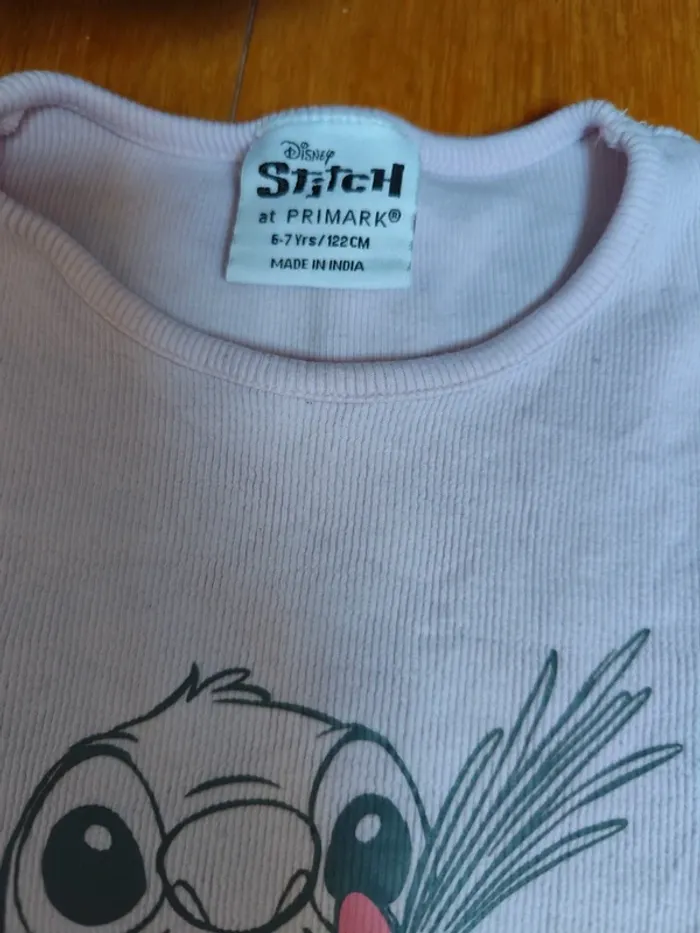 Disney
Stitch
at PRIMARK®
6-7 Yrs/122CM
MADE IN INDIA